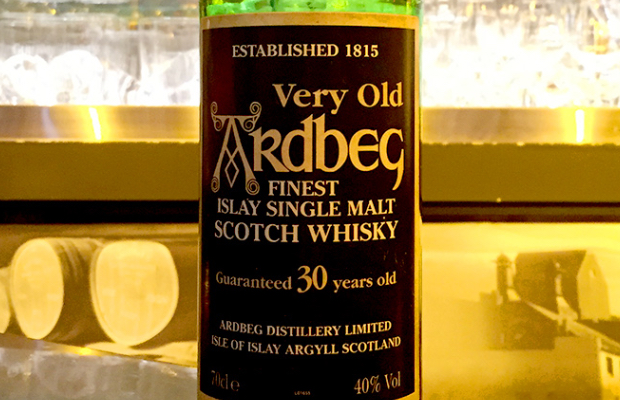 ESTABLISHED 1815
Very Old
ARdbeg
FINEST
ISLAY SINGLE MALT
SCOTCH WHISKY
Guaranteed 30 years old
ARDBEG DISTILLERY LIMITED
ISLE OF ISLAY ARGYLL SCOTLAND
70cl e 40% Vol